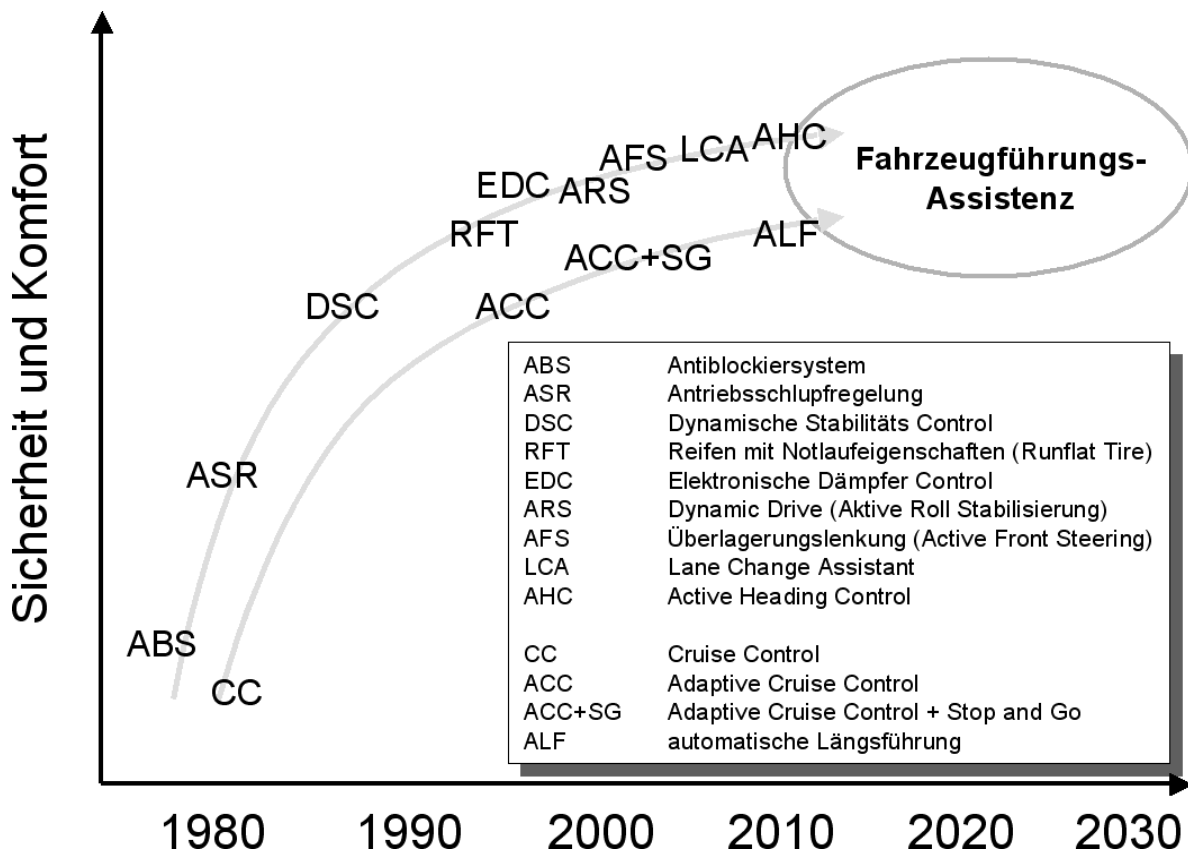 Sicherheit und Komfort
AHC
LCA
AFS
EDC
ARS
RFT
ALF
ACC+SG
DSC
ACC
ASR
ABS
CC
Fahrzeugführungs-
Assistenz
ABS Antiblockiersystem
ASR Antriebsschlupfregelung
DSC Dynamische Stabilitäts Control
RFT Reifen mit Notlaufeigenschaften (Runflat Tire)
EDC Elektronische Dämpfer Control
ARS Dynamic Drive (Aktive Roll Stabilisierung)
AFS Überlagerungslenkung (Active Front Steering)
LCA Lane Change Assistant
AHC Active Heading Control
CC Cruise Control
ACC Adaptive Cruise Control
ACC+SG Adaptive Cruise Control + Stop and Go
ALF automatische Längsführung
1980 1990 2000 2010 2020 2030